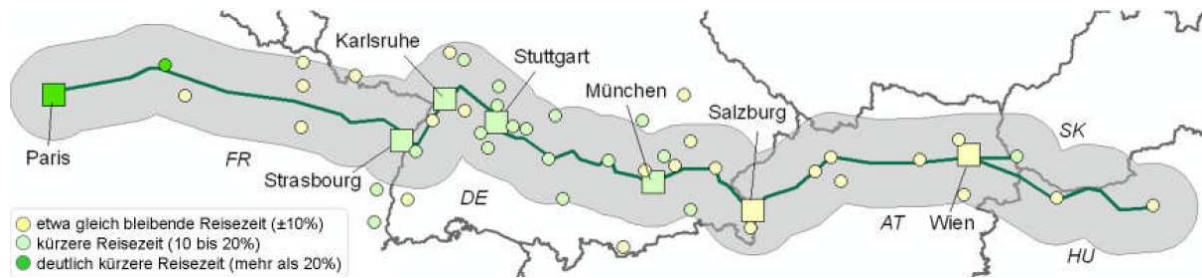 Karlsruhe
Stuttgart
München
Salzburg
SK
Paris
FR
Strasbourg
DE
AT
Wien
HU
etwa gleich bleibende Reisezeit (±10%)
kürzere Reisezeit (10 bis 20%)
deutlich kürzere Reisezeit (mehr als 20%)